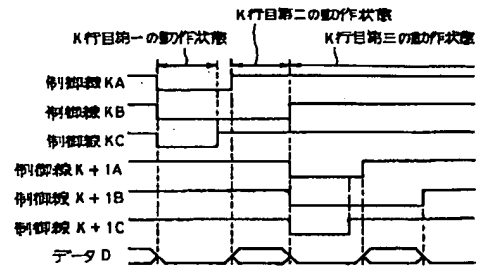 K行目第二の動作状態
K行目第一の動作状態
K行目第三の動作状態
制御線 KA
制御線 KB
制御線 KC
制御線 K+1A
制御線 K+1B
制御線 K+1C
データ D